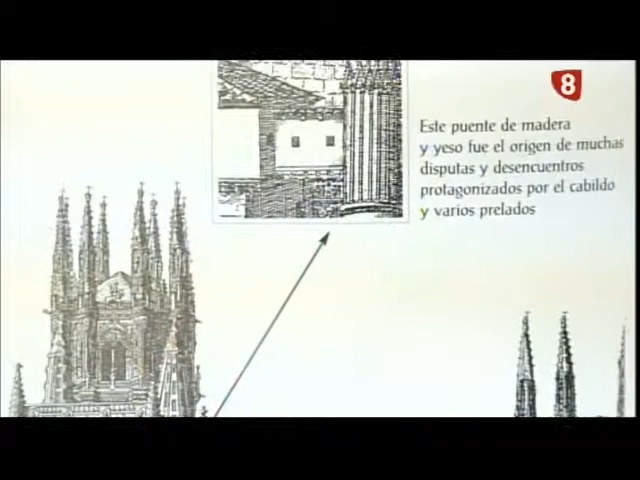 8
Este puente de madera
y yeso fue el origen de muchas
disputas y desencuentros
protagonizados por el cabildo
y varios prelados